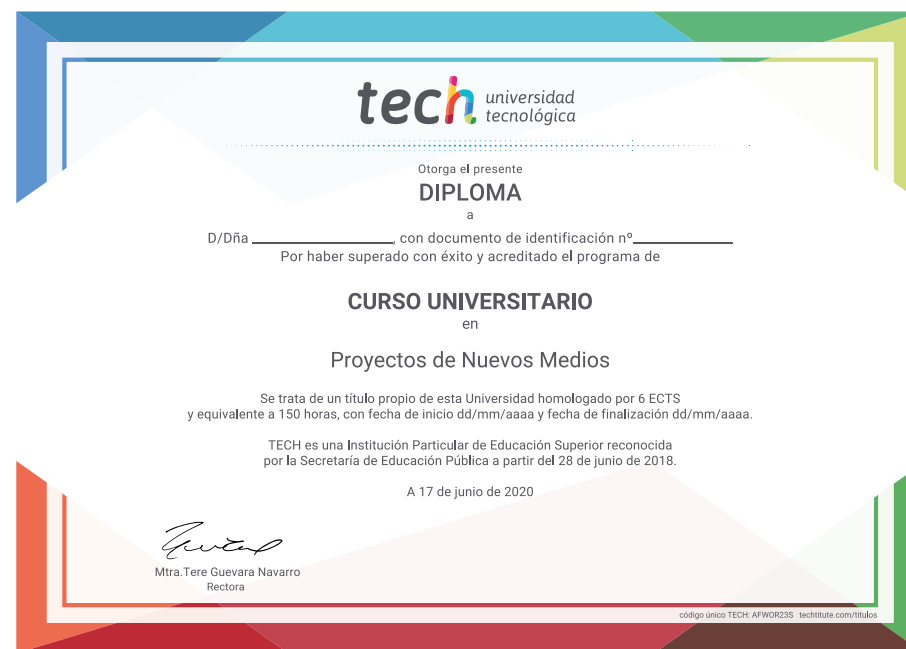 tech universidad
tecnológica
Otorga el presente
DIPLOMA
a
D/Dña ____________________, con documento de identificación nº______________
Por haber superado con éxito y acreditado el programa de
CURSO UNIVERSITARIO
en
Proyectos de Nuevos Medios
Se trata de un título propio de esta Universidad homologado por 6 ECTS
y equivalente a 150 horas, con fecha de inicio dd/mm/aaaa y fecha de finalización dd/mm/aaaa.
TECH es una Institución Particular de Educación Superior reconocida
por la Secretaría de Educación Pública a partir del 28 de junio de 2018.
A 17 de junio de 2020
Mtra.Tere Guevara Navarro
Rectora
código único TECH: AFWOR23S techtitute.com/titulos